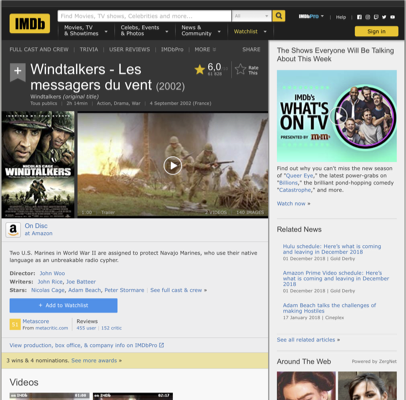 IMDb
Find Movies, TV shows, Celebrities and more...
All
IMDbPro
Help
Movies, TV & Showtimes
Celebs, Events & Photos
News & Community
Watchlist
Sign in
FULL CAST AND CREW | TRIVIA | USER REVIEWS | IMDbPro | MORE
SHARE
Windtalkers - Les
messagers du vent (2002)
Windtalkers (original title)
Tous publics | 2h 14min | Action, Drama, War | 4 September 2002 (France)
6,0
Rate This
NICOLAS CAGE
WINDTALKERS
On Disc
at Amazon
Two U.S. Marines in World War II are assigned to protect Navajo Marines, who use their native
language as an unbreakable radio cypher.
Director: John Woo
Writers: John Rice, Joe Batteer
Stars: Nicolas Cage, Adam Beach, Peter Stormare | See full cast & crew »
+ Add to Watchlist
Metascore
From metacritic.com
Reviews
455 user | 152 critic
View production, box office, & company info on IMDbPro
3 wins & 4 nominations. See more awards »
Videos
The Shows Everyone Will Be Talking
About This Week
IMDb's
WHAT'S
ON TV
PRESENTED BY M&M'S
Find out why you can't miss the new season
of "Queer Eye," the latest power-grabs on
"Billions," the brilliant pond-hopping comedy
"Catastrophe," and more.
Watch now »
Related News
Hulu schedule: Here's what is coming
and leaving in December 2018
01 December 2018 | Gold Derby
Amazon Prime Video schedule: Here's
what is coming and leaving in December
2018
01 December 2018 | Gold Derby
Adam Beach talks the challenges of
making Hostiles
17 January 2018 | Cineplex
See all related articles »
Around The Web
Powered by ZergNet